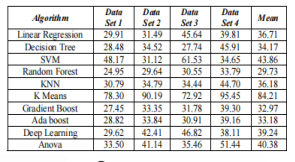 Algorithm Data Set 1 Data Set 2 Data Set 3 Data Set 4 Mean
Linear Regression 29.91 31.49 45.64 39.81 36.71
Decision Tree 28.48 34.52 27.74 45.91 34.17
SVM 48.17 31.12 61.53 34.65 43.86
Random Forest 24.95 29.64 30.55 33.79 29.73
KNN 30.79 34.79 34.44 44.70 36.18
K Means 78.30 90.19 72.92 95.45 84.21
Gradient Boost 27.45 33.35 31.78 39.30 32.97
Ada boost 28.82 33.84 30.91 39.16 33.18
Deep Learning 29.62 42.41 46.82 38.11 39.24
Anova 33.50 41.14 35.46 51.44 40.38